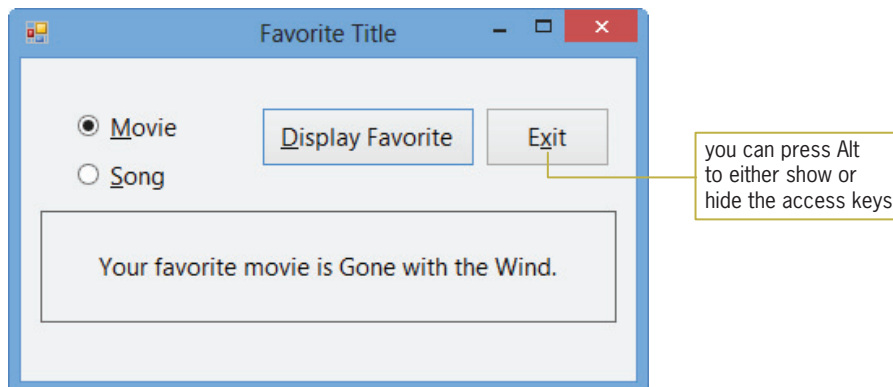 Favorite Title
Movie
Display Favorite
Exit
Song
you can press Alt
to either show or
hide the access keys
Your favorite movie is Gone with the Wind.